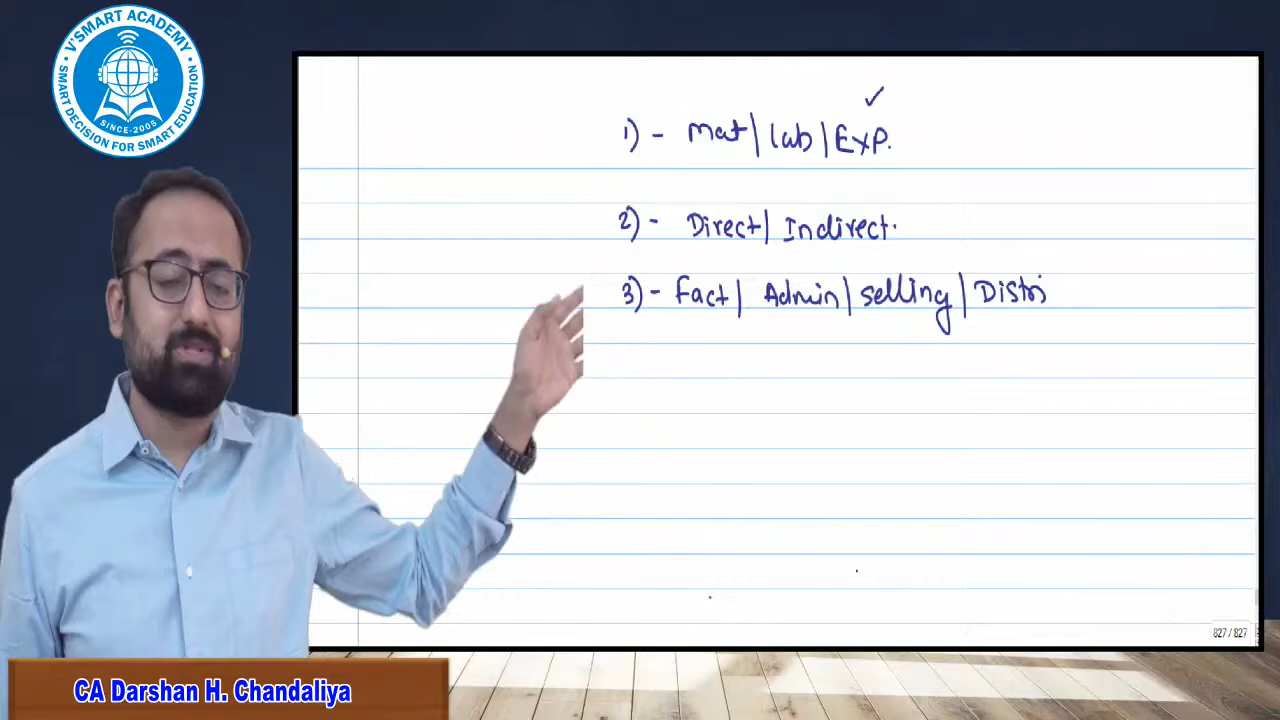 V'SMART ACADEMY
SINCE-2005
SMART DECISION FOR SMART EDUCATION
✓
1) - Mat | lab | Exp.
2) - Direct | Indirect.
3) - Fact | Admin | selling | Distri
827 / 827
CA Darshan H. Chandaliya